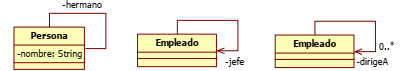 -hermano
Persona
-nombre: String
Empleado
-jefe
Empleado
0..*
-dirigeA